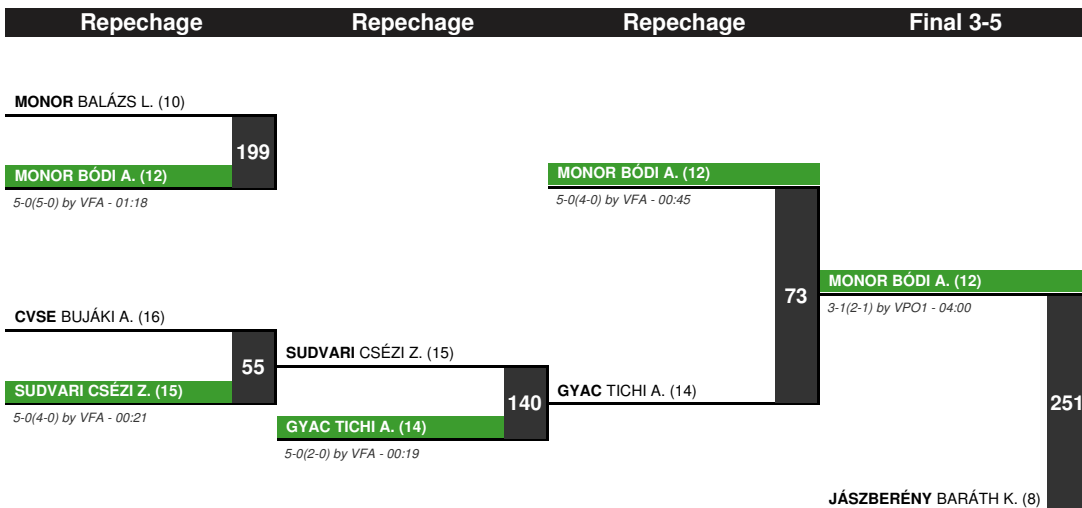 Repechage Repechage Repechage Final 3-5
MONOR BALÁZS L. (10)
199
MONOR BÓDI A. (12)
5-0(5-0) by VFA - 01:18
CVSE BUJÁKI A. (16)
55
SUDVARI CSÉZI Z. (15)
5-0(4-0) by VFA - 00:21
SUDVARI CSÉZI Z. (15)
140
GYAC TICHI A. (14)
5-0(2-0) by VFA - 00:19
MONOR BÓDI A. (12)
5-0(4-0) by VFA - 00:45
73
GYAC TICHI A. (14)
MONOR BÓDI A. (12)
3-1(2-1) by VPO1 - 04:00
251
JÁSZBERÉNY BARÁTH K. (8)